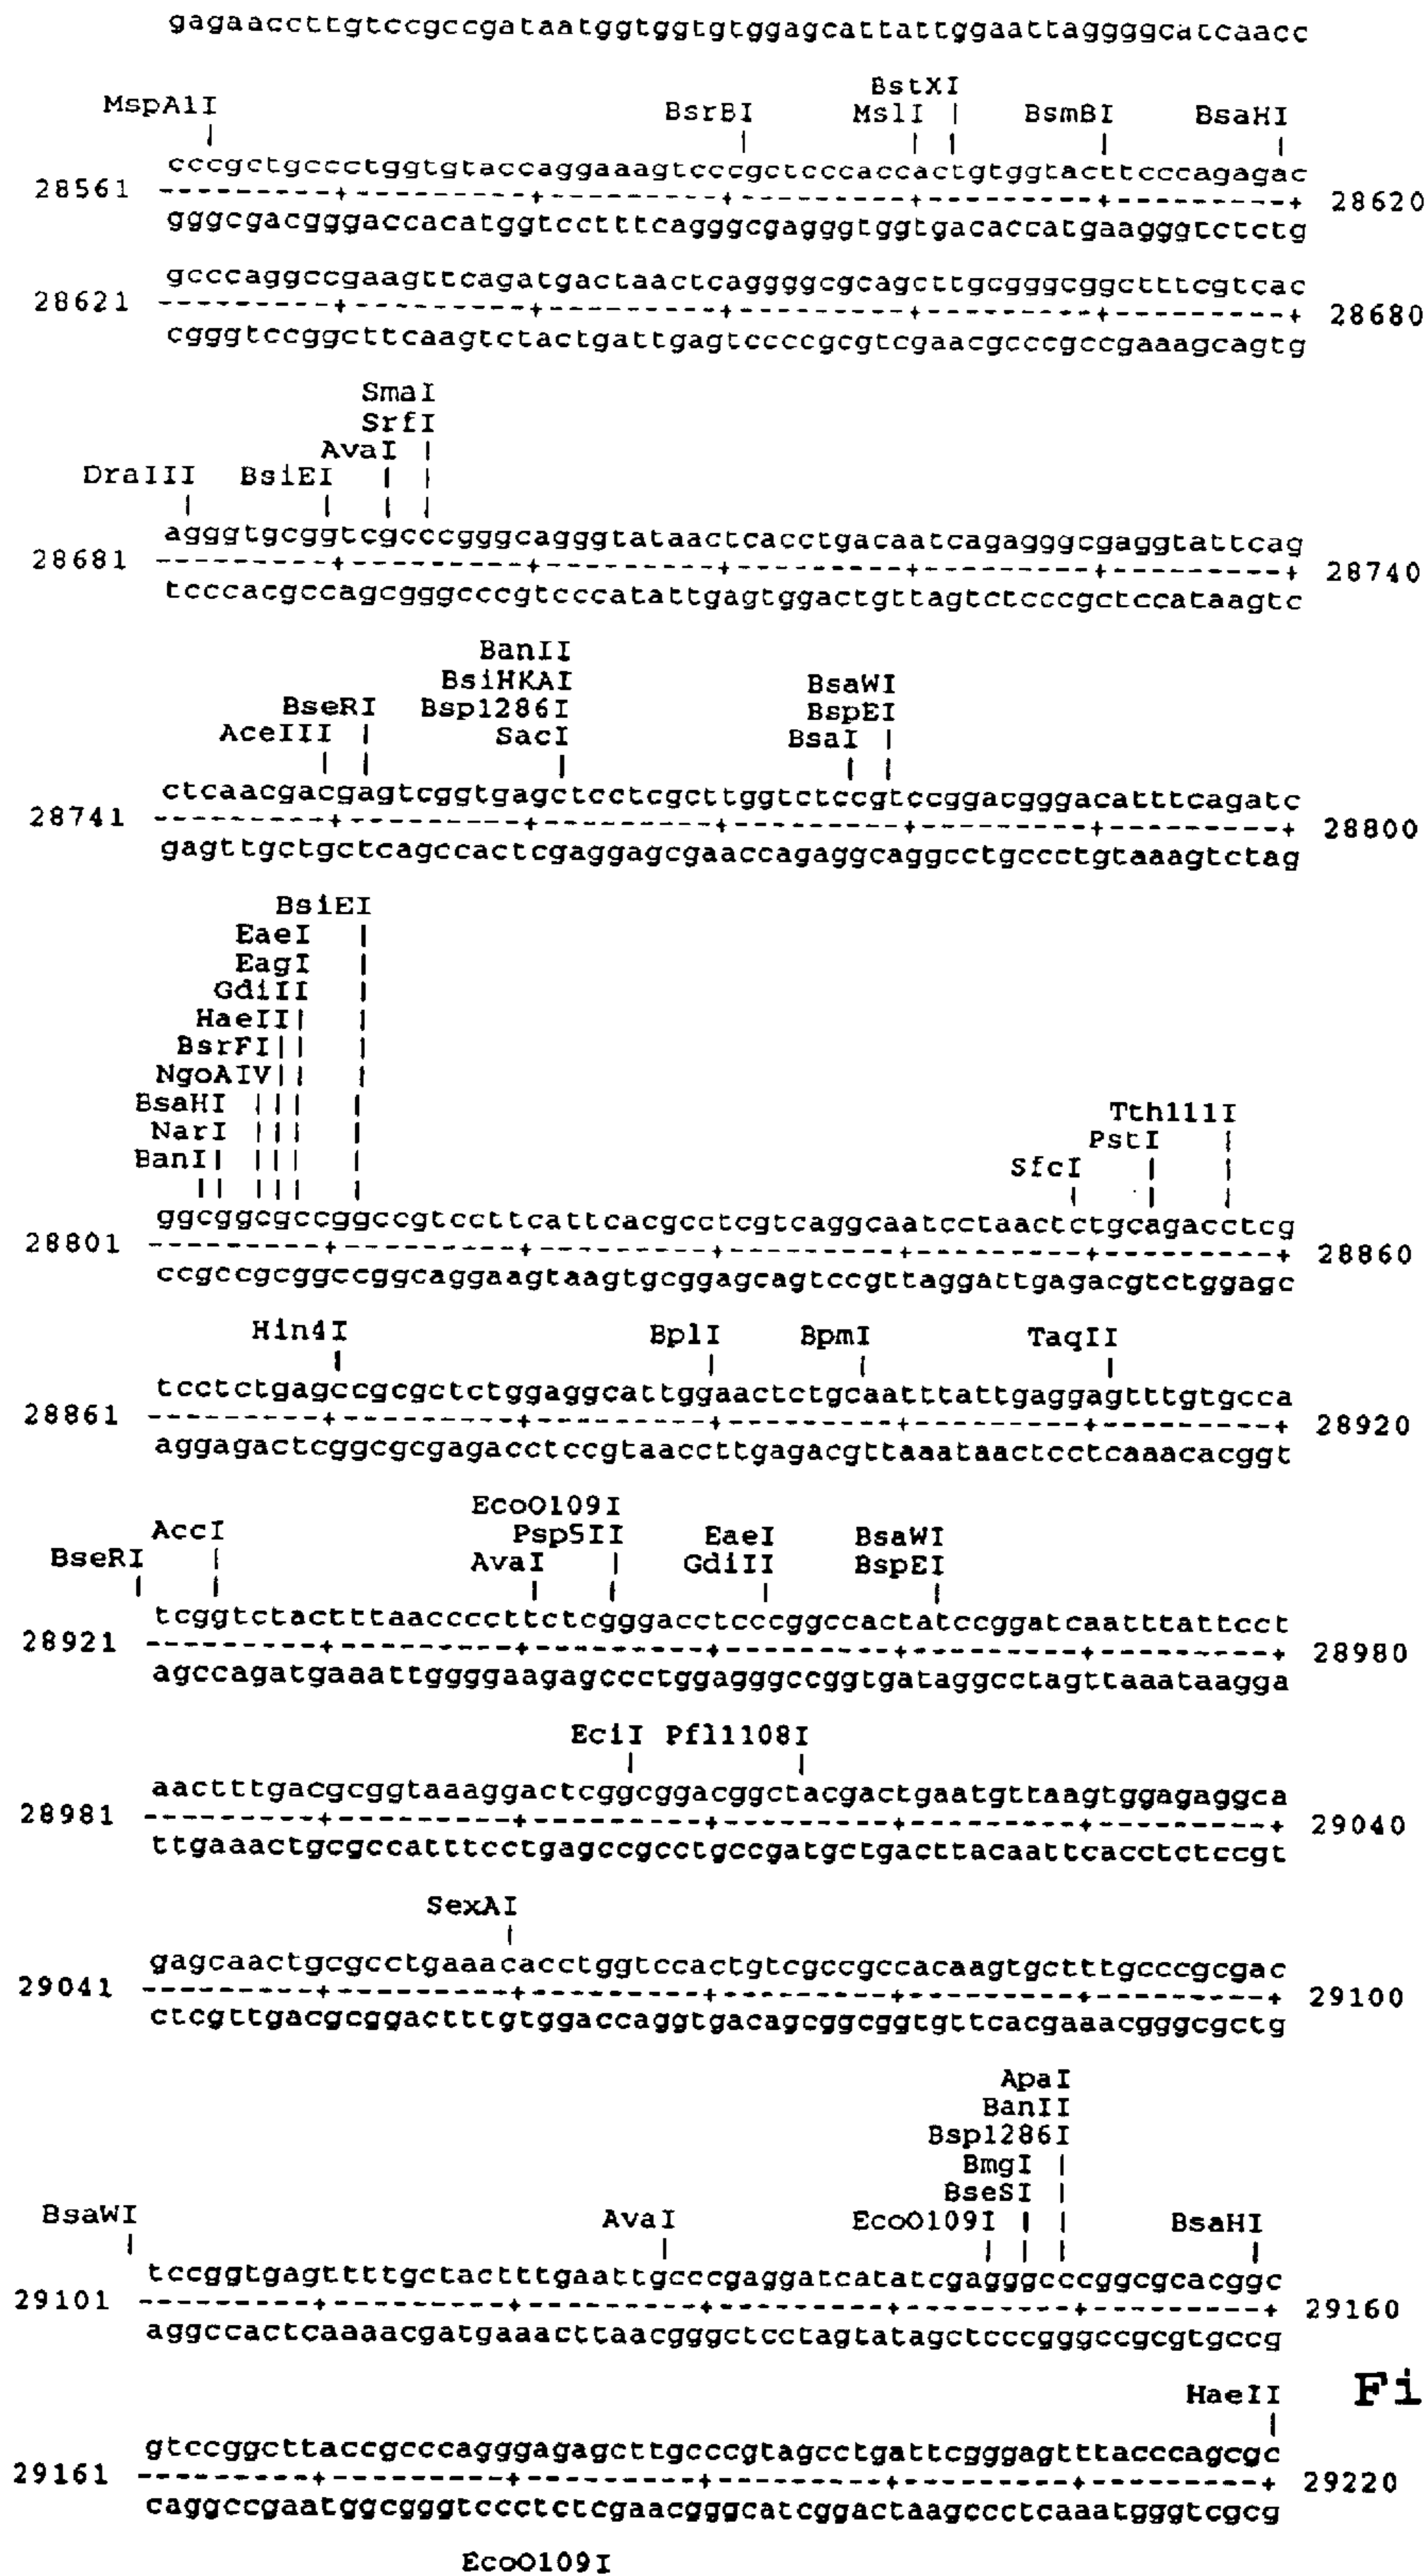 gagaaccttgtccgccgataatggtggtgtggagcattattggaattaggggcatcaacc
BstXI
MspA1I BsrBI MslI | BsmBI BsaHI
| | | | | |
cccgctgccctggtgtaccaggaaagtcccgctcccaccactgtggtacttcccagagac
28561 ---------+---------+---------+---------+---------+---------+ 28620
gggcgacgggaccacatggtcctttcagggcgagggtggtgacaccatgaagggtctctg
gcccaggccgaagttcagatgactaactcaggggcgcagcttgcgggcggctttcgtcac
28621 ---------+---------+---------+---------+---------+---------+ 28680
cgggtccggcttcaagtctactgattgagtccccgcgtcgaacgcccgccgaaagcagtg
SmaI
SrfI
AvaI |
DraIII BsiEI | |
| | | |
agggtgcggtcgcccgggcagggtataactcacctgacaatcagagggcgaggtattcag
28681 ---------+---------+---------+---------+---------+---------+ 28740
tcccacgccagcgggcccgtcccatattgagtggactgttagtctcccgctccataagtc
BanII
BsiHKAI BsaWI
BseRI Bsp1286I BspEI
AceIII | SacI BsaI |
| | | | |
ctcaacgacgagtcggtgagctcctcgcttggtctccgtccggacgggacatttcagatc
28741 ---------+---------+---------+---------+---------+---------+ 28800
gagttgctgctcagccactcgaggagcgaaccagaggcaggcctgccctgtaaagtctag
BsiEI
EaeI |
EagI |
GdiII |
HaeII| |
BsrFI|| |
NgoAIV|| |
BsaHI ||| | Tth111I
NarI ||| | PstI |
BanI| ||| | SfcI | |
|| ||| | | | |
ggcggcgccggccgtccttcattcacgcctcgtcaggcaatcctaactctgcagacctcg
28801 ---------+---------+---------+---------+---------+---------+ 28860
ccgccgcggccggcaggaagtaagtgcggagcagtccgttaggattgagacgtctggagc
Hin4I BplI BpmI TaqII
| | | |
tcctctgagccgcgctctggaggcattggaactctgcaatttattgaggagtttgtgcca
28861 ---------+---------+---------+---------+---------+---------+ 28920
aggagactcggcgcgagacctccgtaaccttgagacgttaaataactcctcaaacacggt
EcoO109I
AccI Psp5II EaeI BsaWI
BseRI | AvaI | GdiII BspEI
| | | | | |
tcggtctactttaaccccttctcgggacctcccggccactatccggatcaatttattcct
28921 ---------+---------+---------+---------+---------+---------+ 28980
agccagatgaaattggggaagagccctggagggccggtgataggcctagttaaataagga
EciI Pfl1108I
| |
aactttgacgcggtaaaggactcggcggacggctacgactgaatgttaagtggagaggca
28981 ---------+---------+---------+---------+---------+---------+ 29040
ttgaaactgcgccatttcctgagccgcctgccgatgctgacttacaattcacctctccgt
SexAI
|
gagcaactgcgcctgaaacacctggtccactgtcgccgccacaagtgctttgcccgcgac
29041 ---------+---------+---------+---------+---------+---------+ 29100
ctcgttgacgcggactttgtggaccaggtgacagcggcggtgttcacgaaacgggcgctg
ApaI
BanII
Bsp1286I
BmgI |
BseSI |
BsaWI AvaI EcoO109I | | BsaHI
| | | | | |
tccggtgagttttgctactttgaattgcccgaggatcatatcgagggcccggcgcacggc
29101 ---------+---------+---------+---------+---------+---------+ 29160
aggccactcaaaacgatgaaacttaacgggctcctagtatagctcccgggccgcgtgccg
Fi
HaeII
|
gtccggcttaccgcccagggagagcttgcccgtagcctgattcgggagtttacccagcgc
29161 ---------+---------+---------+---------+---------+---------+ 29220
caggccgaatggcgggtccctctcgaacgggcatcggactaagccctcaaatgggtcgcg
EcoO109I